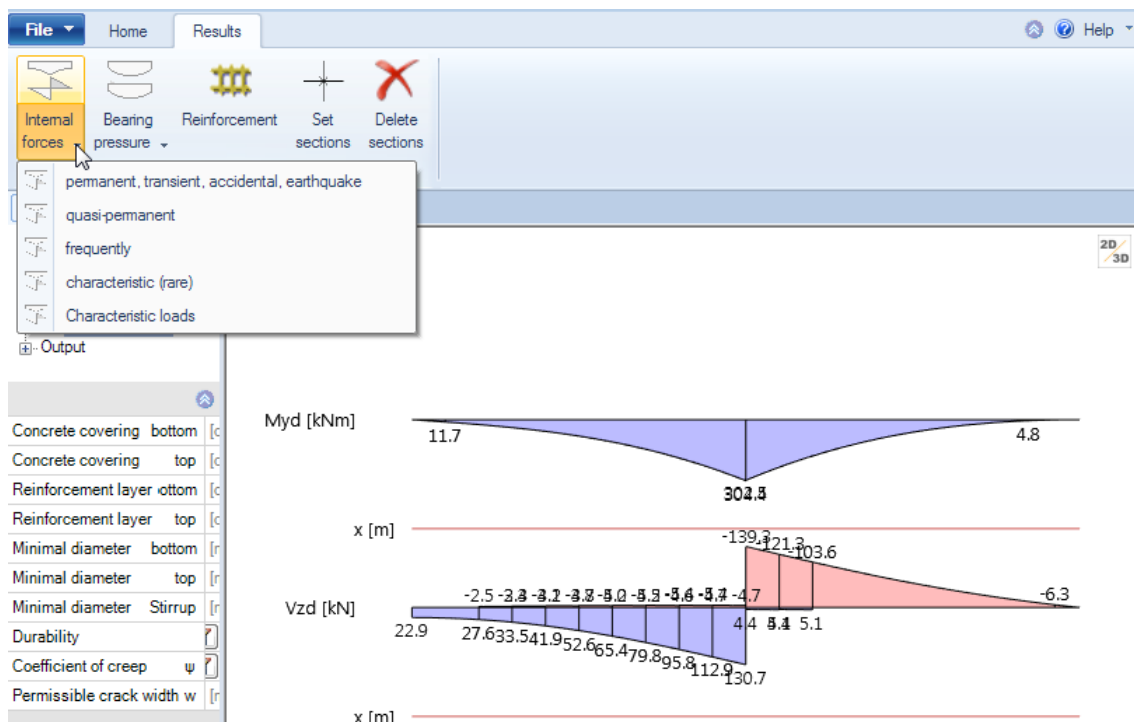 File Home Results Help
Internal forces
Bearing pressure
Reinforcement
Set sections
Delete sections
permanent, transient, accidental, earthquake
quasi-permanent
frequently
characteristic (rare)
Characteristic loads
2D/3D
Output
Concrete covering bottom
Concrete covering top
Reinforcement layer ottom
Reinforcement layer top
Minimal diameter bottom
Minimal diameter top
Minimal diameter Stirrup
Durability
Coefficient of creep ψ
Permissible crack width w
Myd [kNm]
11.7 4.8
x [m]
-139.3 -121.3 -103.6
-2.5 -4.7 -6.3
Vzd [kN]
22.9 27.6 33.5 41.9 52.6 65.4 79.8 95.8 112.9 130.7
4.4 5.1
x [m]